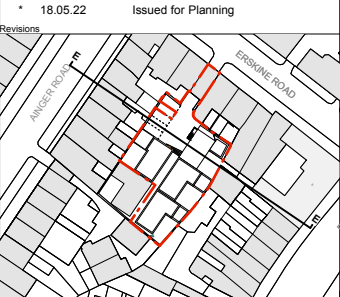 * 18.05.22 Issued for Planning
Revisions
E
ERSKINE ROAD
AINGER ROAD
E